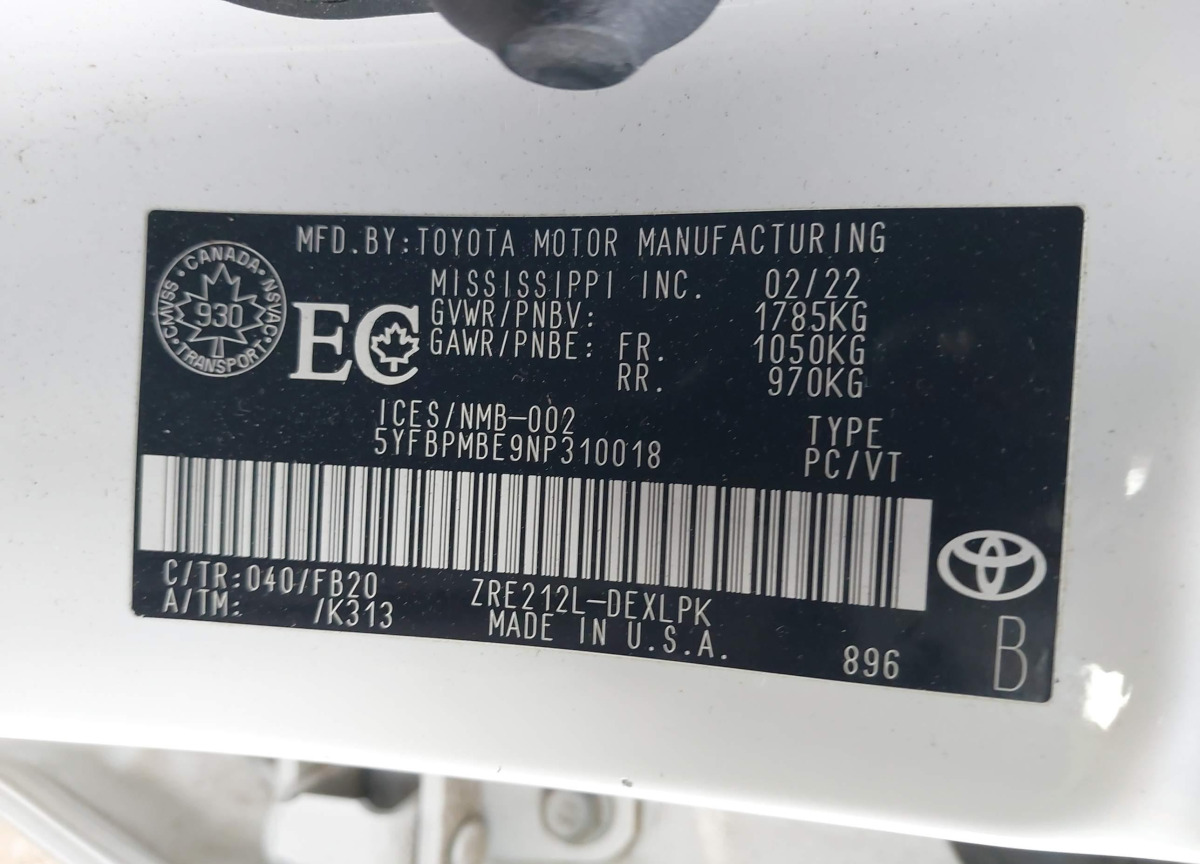 MFD.BY:TOYOTA MOTOR MANUFACTURING
MISSISSIPPI INC. 02/22
GVWR/PNBV: 1785KG
GAWR/PNBE: FR. 1050KG
RR. 970KG
CANADA
CMVSS 930 NSVAC
TRANSPORT
EC
ICES/NMB-002
5YFBPMBE9NP310018
TYPE
PC/VT
C/TR:040/FB20
A/TM: /K313
ZRE212L-DEXLPK
MADE IN U.S.A.
896
B